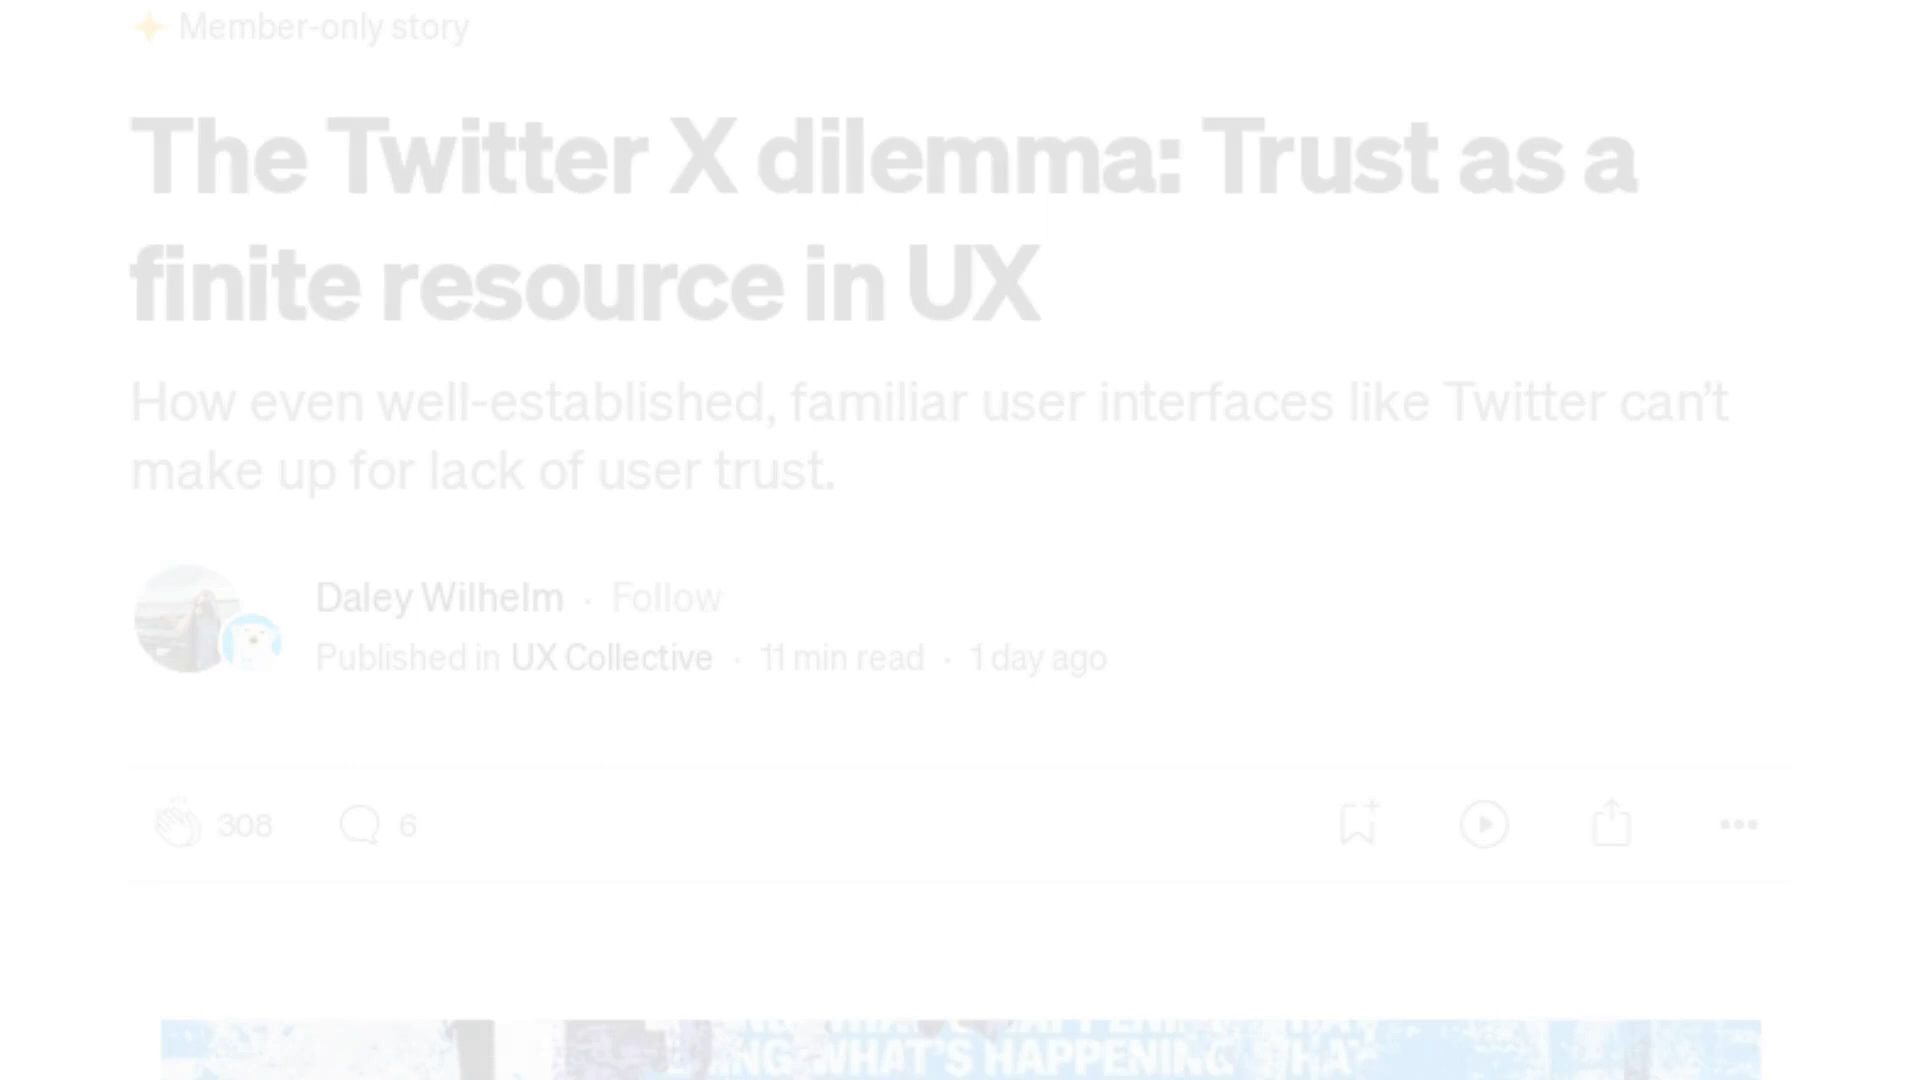 Member-only story
The Twitter X dilemma: Trust as a
finite resource in UX
How even well-established, familiar user interfaces like Twitter can’t
make up for lack of user trust.
Daley Wilhelm · Follow
Published in UX Collective · 11 min read · 1 day ago
308 6
WHAT’S HAPPENING